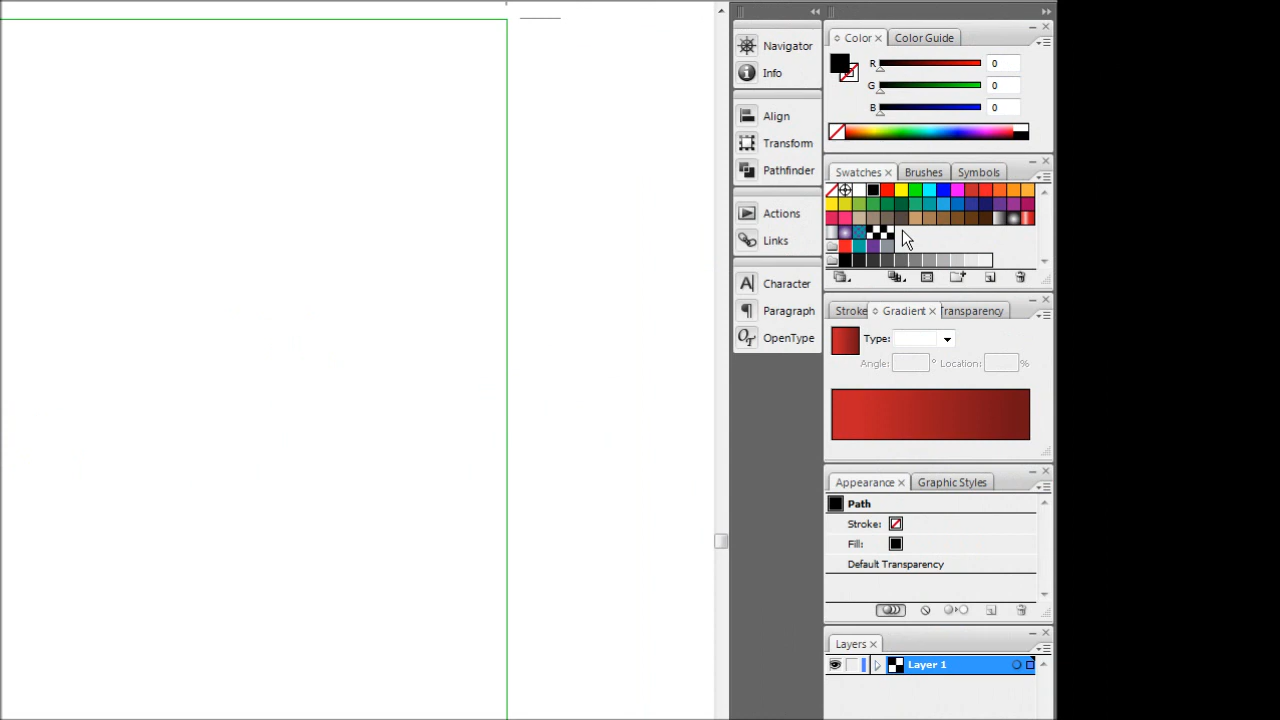 Navigator
Info
Align
Transform
Pathfinder
Actions
Links
Character
Paragraph
OpenType
Color
Color Guide
R
0
G
0
B
0
Swatches
Brushes
Symbols
Stroke
Gradient
Transparency
Type:
Angle:
°
Location:
%
Appearance
Graphic Styles
Path
Stroke:
Fill:
Default Transparency
Layers
Layer 1